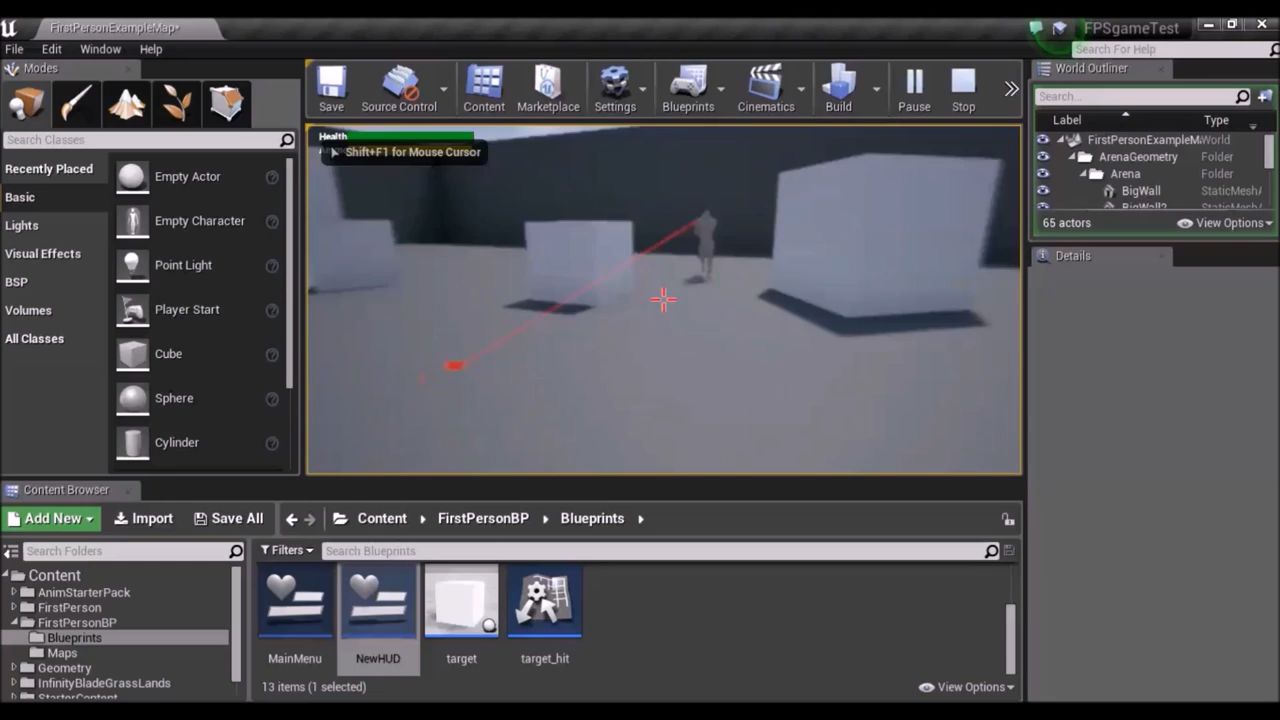 FirstPersonExampleMap*
FPSgameTest
File Edit Window Help
Search For Help
Modes
Save
Source Control
Content
Marketplace
Settings
Blueprints
Cinematics
Build
Pause
Stop
World Outliner
Search...
Label Type
FirstPersonExampleMa World
ArenaGeometry Folder
Arena Folder
BigWall StaticMeshA
BigWall2
65 actors
View Options
Details
Search Classes
Recently Placed
Basic
Lights
Visual Effects
BSP
Volumes
All Classes
Empty Actor
Empty Character
Point Light
Player Start
Cube
Sphere
Cylinder
Health
Shift+F1 for Mouse Cursor
Content Browser
Add New
Import
Save All
Content
FirstPersonBP
Blueprints
Search Folders
Filters
Search Blueprints
Content
AnimStarterPack
FirstPerson
FirstPersonBP
Blueprints
Maps
Geometry
InfinityBladeGrassLands
StarterContent
MainMenu
NewHUD
target
target_hit
13 items (1 selected)
View Options